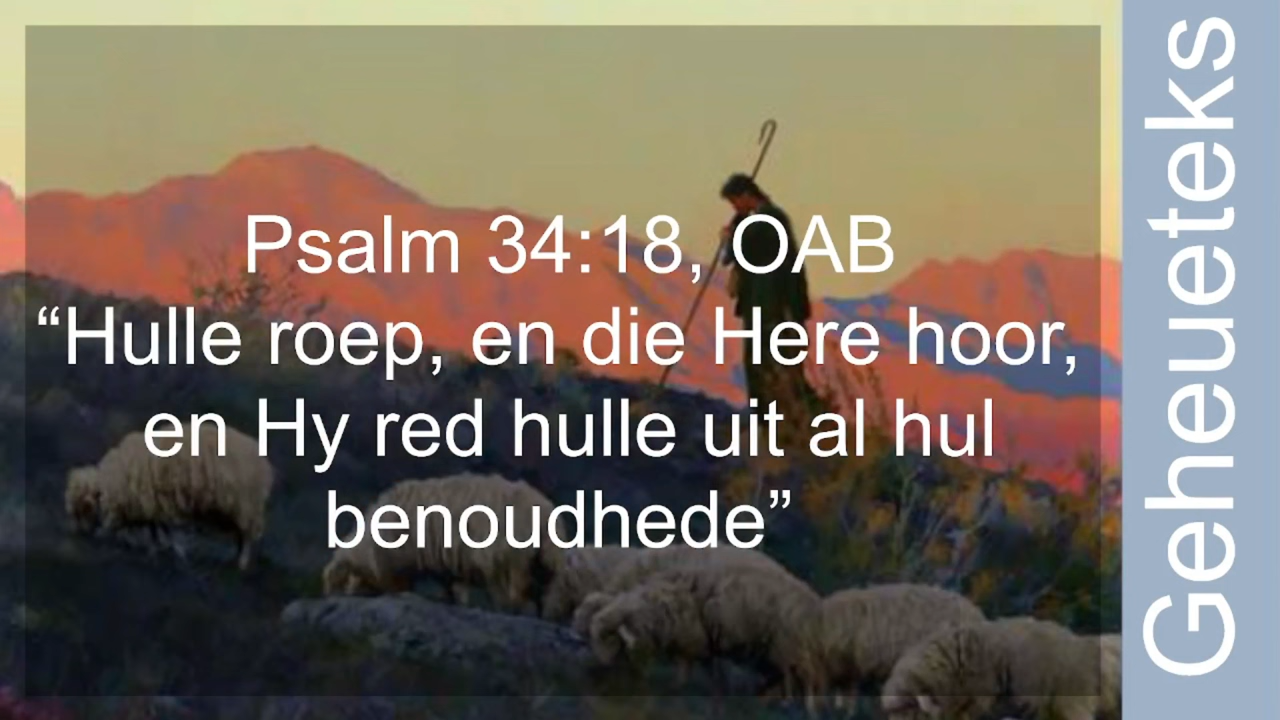 Psalm 34:18, OAB
“Hulle roep, en die Here hoor,
en Hy red hulle uit al hul
benoudhede”
Geheueteks